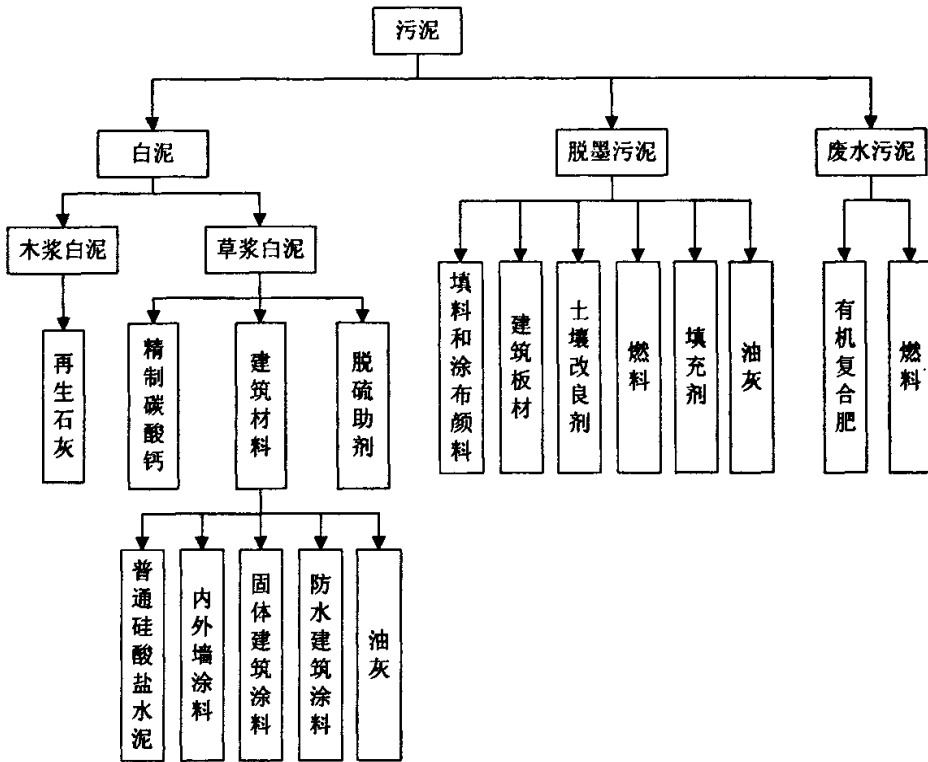 污泥
白泥
脱墨污泥
废水污泥
木浆白泥
草浆白泥
再生石灰
精制碳酸钙
建筑材料
脱硫助剂
填料和涂布颜料
建筑板材
土壤改良剂
燃料
填充剂
油灰
有机复合肥
燃料
普通硅酸盐水泥
内外墙涂料
固体建筑涂料
防水建筑涂料
油灰